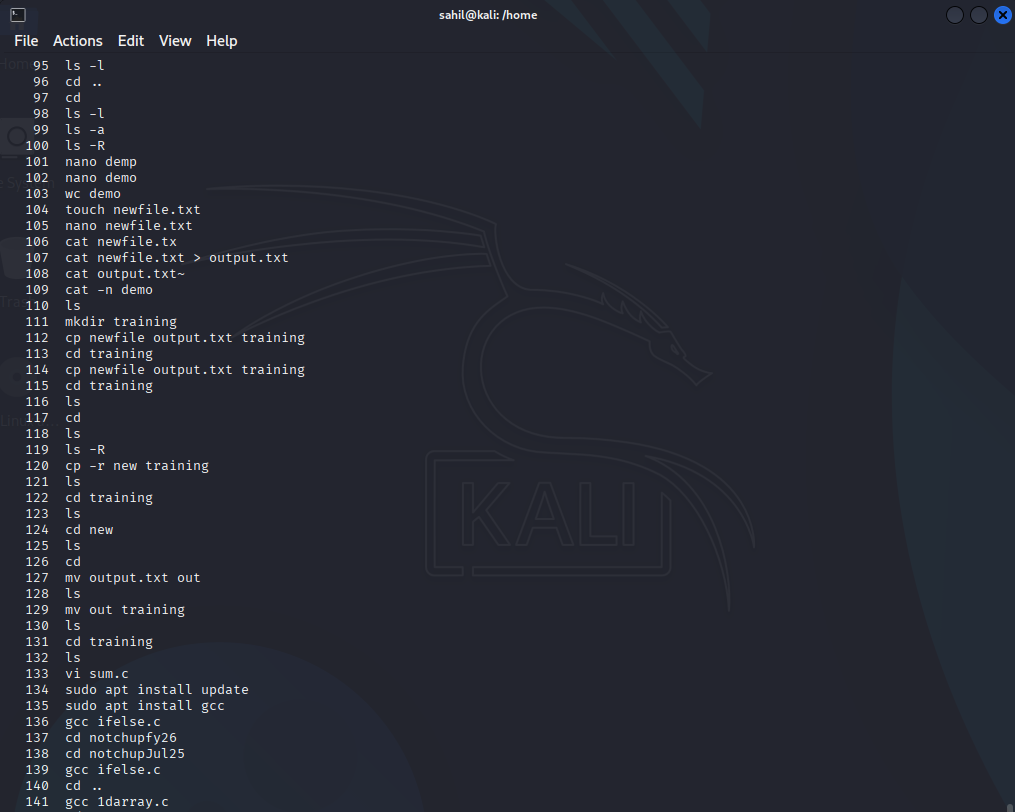 sahil@kali: /home
File Actions Edit View Help
95 ls -l
96 cd ..
97 cd
98 ls -l
99 ls -a
100 ls -R
101 nano demp
102 nano demo
103 wc demo
104 touch newfile.txt
105 nano newfile.txt
106 cat newfile.tx
107 cat newfile.txt > output.txt
108 cat output.txt~
109 cat -n demo
110 ls
111 mkdir training
112 cp newfile output.txt training
113 cd training
114 cp newfile output.txt training
115 cd training
116 ls
117 cd
118 ls
119 ls -R
120 cp -r new training
121 ls
122 cd training
123 ls
124 cd new
125 ls
126 cd
127 mv output.txt out
128 ls
129 mv out training
130 ls
131 cd training
132 ls
133 vi sum.c
134 sudo apt install update
135 sudo apt install gcc
136 gcc ifelse.c
137 cd notchupfy26
138 cd notchupJul25
139 gcc ifelse.c
140 cd ..
141 gcc 1darray.c
KALI